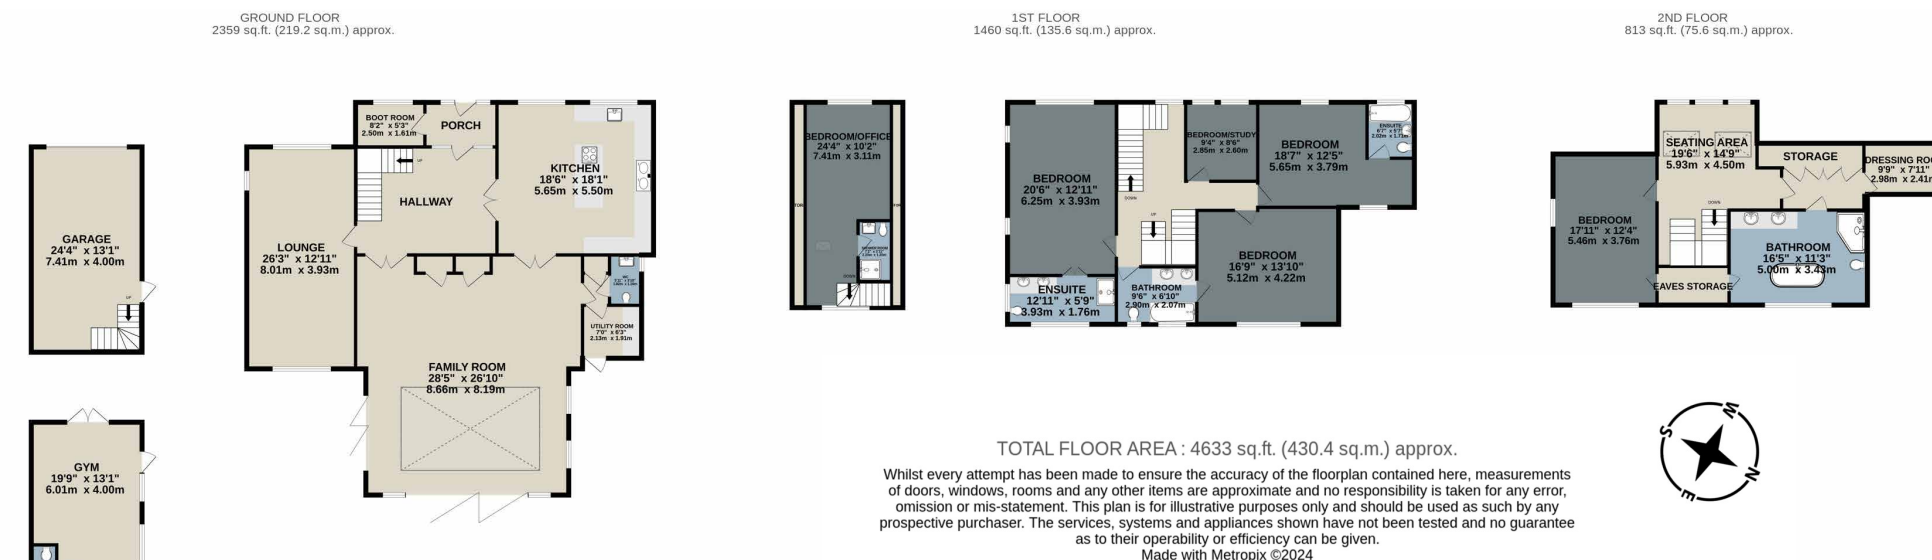 GROUND FLOOR
2359 sq.ft. (219.2 sq.m.) approx.
BOOT ROOM
8'2" x 5'3"
2.50m x 1.61m
PORCH
UP
KITCHEN
18'6" x 18'1"
5.65m x 5.50m
HALLWAY
GARAGE
24'4" x 13'1"
7.41m x 4.00m
UP
LOUNGE
26'3" x 12'11"
8.01m x 3.93m
UTILITY ROOM
7'0" x 6'3"
2.13m x 1.91m
FAMILY ROOM
28'5" x 26'10"
8.66m x 8.19m
GYM
19'9" x 13'1"
6.01m x 4.00m
1ST FLOOR
1460 sq.ft. (135.6 sq.m.) approx.
BEDROOM/OFFICE
24'4" x 10'2"
7.41m x 3.11m
DOWN
BEDROOM
20'6" x 12'11"
6.25m x 3.93m
DOWN
UP
BEDROOM/STUDY
9'4" x 8'6"
2.85m x 2.60m
BEDROOM
18'7" x 12'5"
5.65m x 3.79m
ENSUITE
BEDROOM
16'9" x 13'10"
5.12m x 4.22m
ENSUITE
12'11" x 5'9"
3.93m x 1.76m
BATHROOM
9'6" x 6'10"
2.90m x 2.07m
2ND FLOOR
813 sq.ft. (75.6 sq.m.) approx.
SEATING AREA
19'6" x 14'9"
5.93m x 4.50m
STORAGE
DRESSING ROO
9'9" x 7'11"
2.98m x 2.41m
DOWN
BEDROOM
17'11" x 12'4"
5.46m x 3.76m
BATHROOM
16'5" x 11'3"
5.00m x 3.43m
EAVES STORAGE
N
E
S
W
TOTAL FLOOR AREA : 4633 sq.ft. (430.4 sq.m.) approx.
Whilst every attempt has been made to ensure the accuracy of the floorplan contained here, measurements
of doors, windows, rooms and any other items are approximate and no responsibility is taken for any error,
omission or mis-statement. This plan is for illustrative purposes only and should be used as such by any
prospective purchaser. The services, systems and appliances shown have not been tested and no guarantee
as to their operability or efficiency can be given.
Made with Metropix ©2024